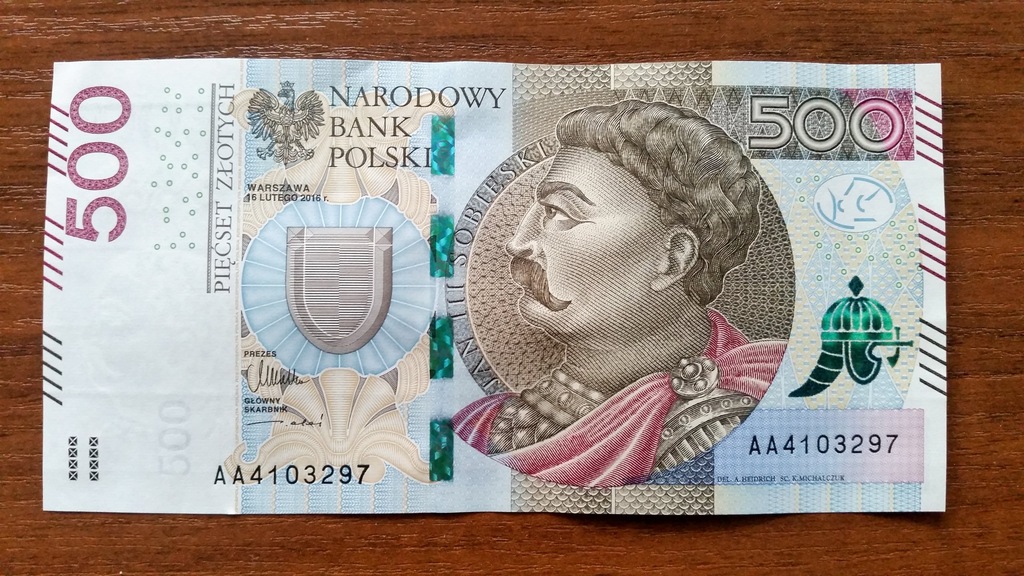 500
PIĘĆSET ZŁOTYCH
NARODOWY
BANK
POLSKI
WARSZAWA
16 LUTEGO 2016 r.
PREZES
GŁÓWNY
SKARBNIK
AA4103297
500
JAN III SOBIESKI
500
AA4103297
DEL. A.HEIDRICH SC. K.MICHALCZUK